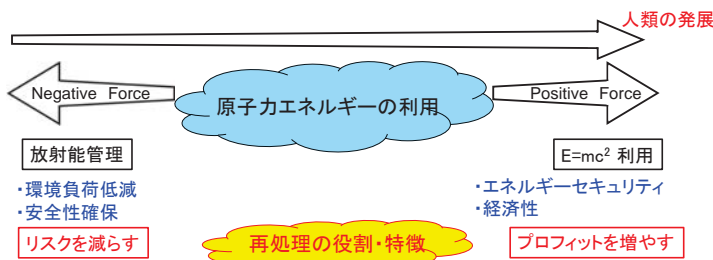 人類の発展
Negative Force
原子力エネルギーの利用
Positive Force
放射能管理
E=mc² 利用
・環境負荷低減
・安全性確保
・エネルギーセキュリティ
・経済性
リスクを減らす
再処理の役割・特徴
プロフィットを増やす